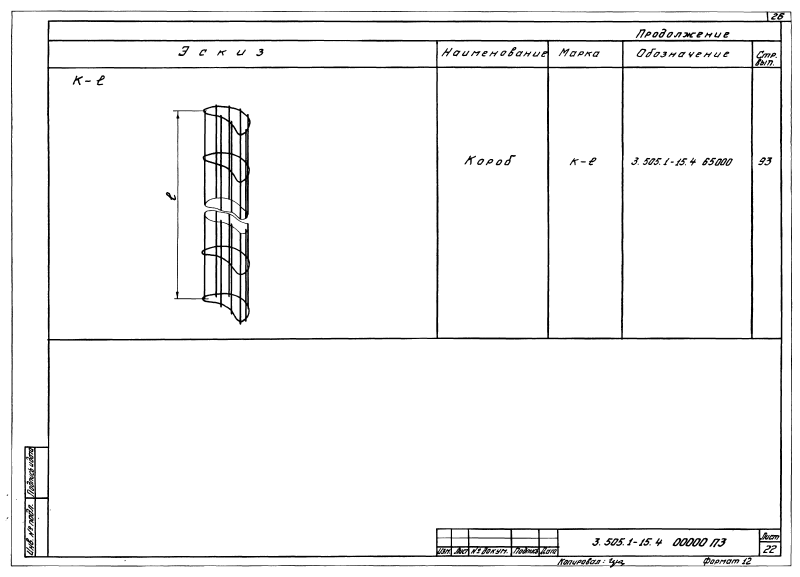 26
Продолжение
Эскиз Наименование Марка Обозначение Стр. вып.
К-ℓ
Короб К-ℓ 3.505.1-15.4 65000 93
ℓ
Инв. № подл. Подпись и дата
Изм. Лист № докум. Подпись Дата
3.505.1-15.4 00000 ПЗ
Лист
22
Копировал:
Формат 12